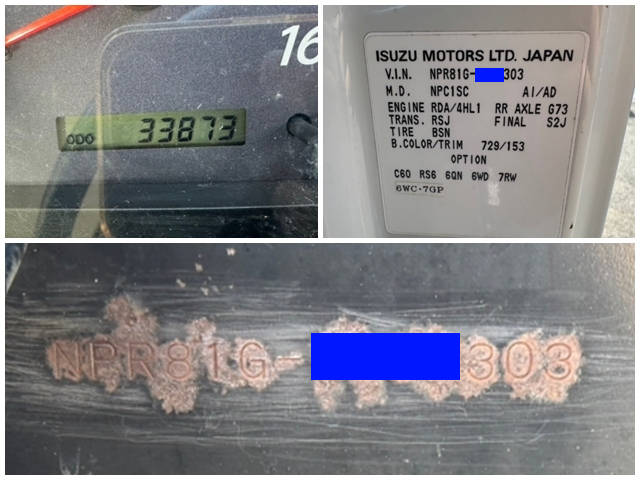 16
ODO 33873
ISUZU MOTORS LTD. JAPAN
V.I.N. NPR81G- 303
M.D. NPC1SC AI/AD
ENGINE RDA/4HL1 RR AXLE G73
TRANS. RSJ FINAL S2J
TIRE BSN
B.COLOR/TRIM 729/153
OPTION
C60 RS6 6QN 6WD 7RW
6WC·7GP
NPR81G- 303